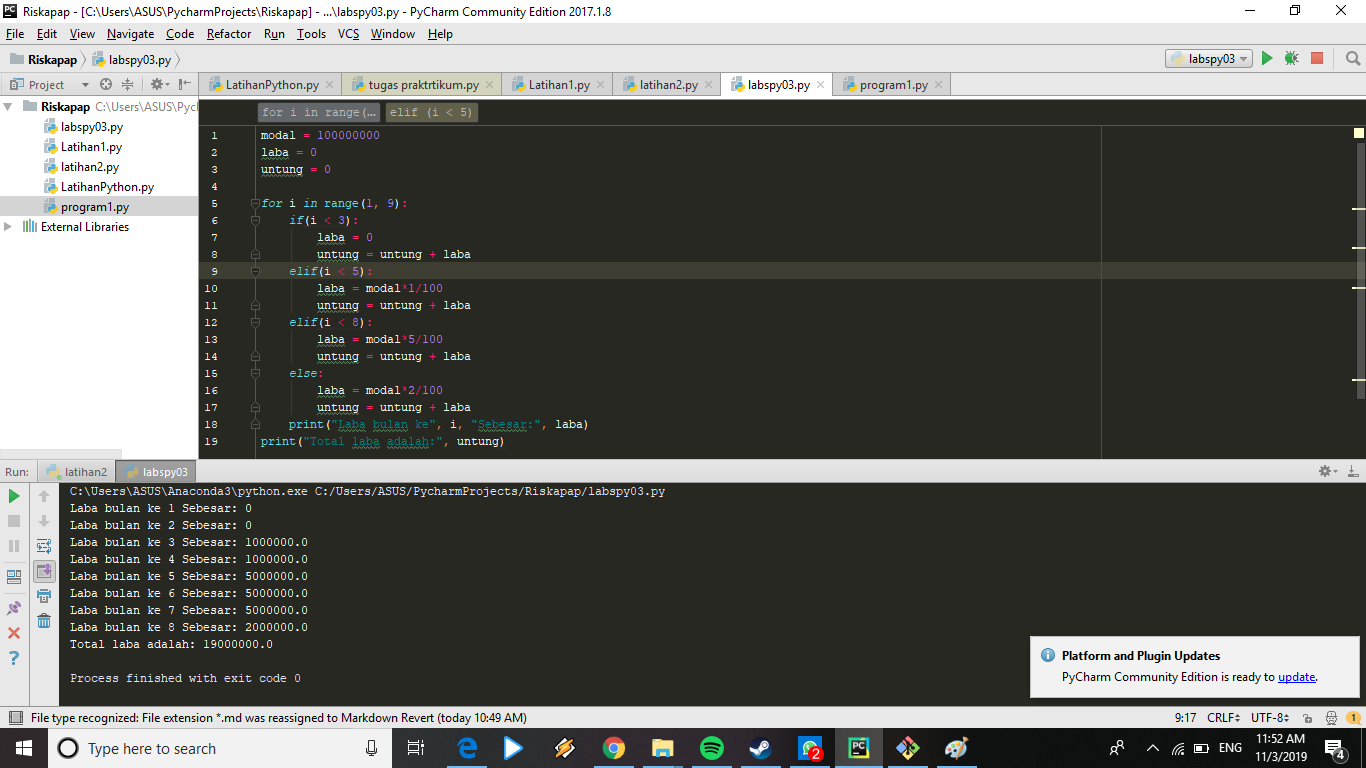 Riskapap - [C:\Users\ASUS\PycharmProjects\Riskapap] - ...\labspy03.py - PyCharm Community Edition 2017.1.8
File Edit View Navigate Code Refactor Run Tools VCS Window Help
Riskapap labspy03.py labspy03
Project LatihanPython.py tugas praktrtikum.py Latihan1.py latihan2.py labspy03.py program1.py
Riskapap C:\Users\ASUS\Pycl
labspy03.py
Latihan1.py
latihan2.py
LatihanPython.py
program1.py
External Libraries
for i in range(... elif (i < 5)
1 modal = 100000000
2 laba = 0
3 untung = 0
4
5 for i in range(1, 9):
6 if(i < 3):
7 laba = 0
8 untung = untung + laba
9 elif(i < 5):
10 laba = modal*1/100
11 untung = untung + laba
12 elif(i < 8):
13 laba = modal*5/100
14 untung = untung + laba
15 else:
16 laba = modal*2/100
17 untung = untung + laba
18 print("Laba bulan ke", i, "Sebesar:", laba)
19 print("Total laba adalah:", untung)
Run: latihan2 labspy03
C:\Users\ASUS\Anaconda3\python.exe C:/Users/ASUS/PycharmProjects/Riskapap/labspy03.py
Laba bulan ke 1 Sebesar: 0
Laba bulan ke 2 Sebesar: 0
Laba bulan ke 3 Sebesar: 1000000.0
Laba bulan ke 4 Sebesar: 1000000.0
Laba bulan ke 5 Sebesar: 5000000.0
Laba bulan ke 6 Sebesar: 5000000.0
Laba bulan ke 7 Sebesar: 5000000.0
Laba bulan ke 8 Sebesar: 2000000.0
Total laba adalah: 19000000.0
Process finished with exit code 0
Platform and Plugin Updates
PyCharm Community Edition is ready to update.
File type recognized: File extension *.md was reassigned to Markdown Revert (today 10:49 AM) 9:17 CRLF UTF-8 1
Type here to search 2 PC ENG 11:52 AM
11/3/2019 4